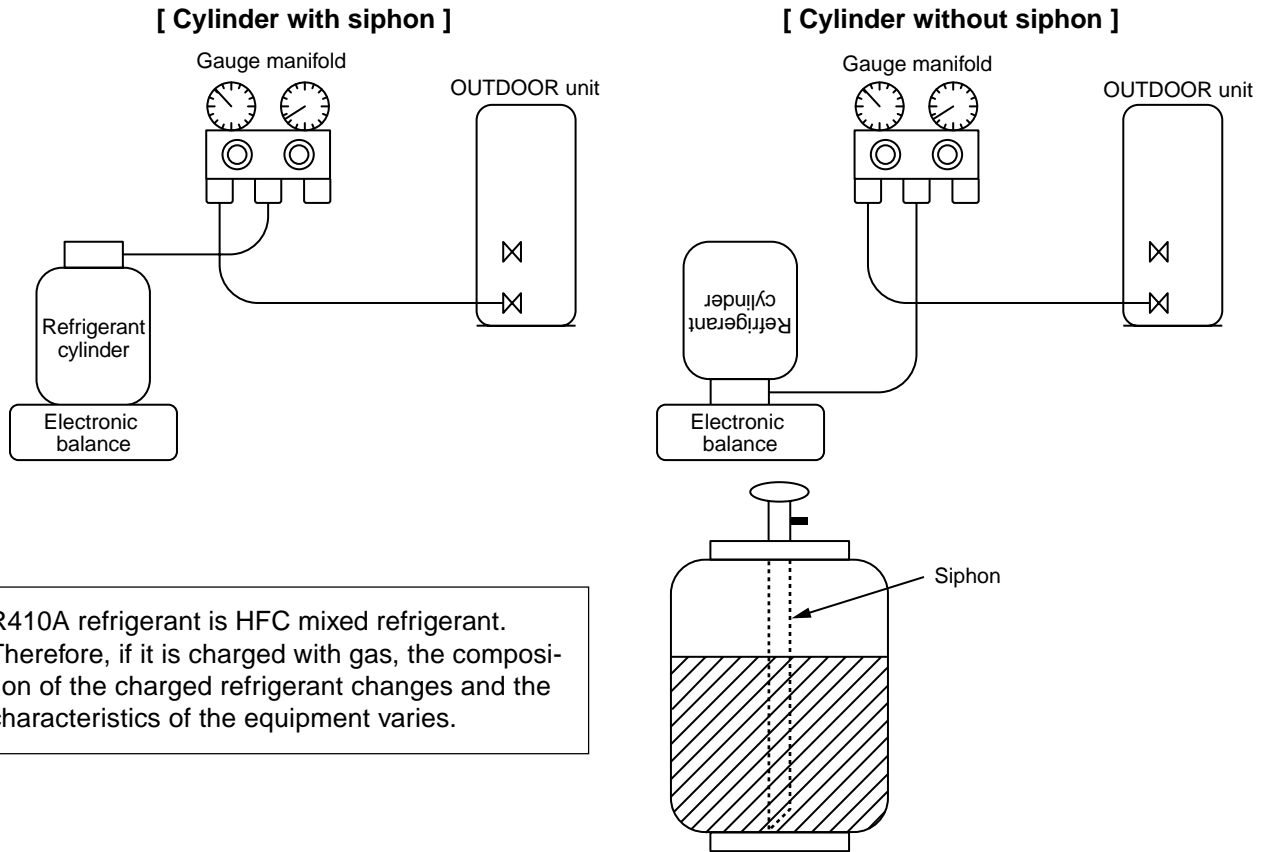 [ Cylinder with siphon ]
Gauge manifold
OUTDOOR unit
Refrigerant
cylinder
Electronic
balance
[ Cylinder without siphon ]
Gauge manifold
OUTDOOR unit
Refrigerant
cylinder
Electronic
balance
Siphon
R410A refrigerant is HFC mixed refrigerant.
Therefore, if it is charged with gas, the composi-
tion of the charged refrigerant changes and the
characteristics of the equipment varies.